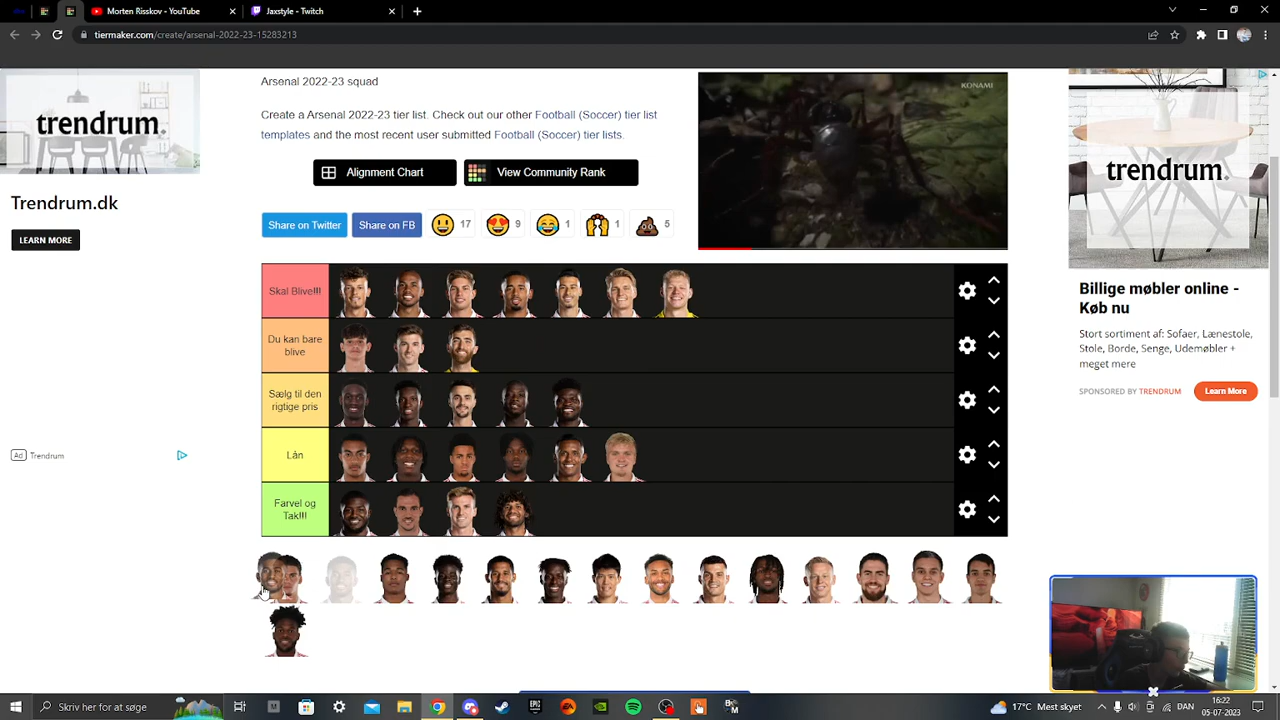 Morten Risskov - YouTube
Jaxstyle - Twitch
tiermaker.com/create/arsenal-2022-23-15283213
Arsenal 2022-23 squad
Create a Arsenal 2022-23 tier list. Check out our other Football (Soccer) tier list
templates and the most recent user submitted Football (Soccer) tier lists.
Alignment Chart
View Community Rank
Share on Twitter
Share on FB
17
9
1
1
5
KONAMI
trendrum.
Trendrum.dk
LEARN MORE
Ad Trendrum
Skal Blive!!!
Du kan bare
blive
Sælg til den
rigtige pris
Lån
Farvel og
Tak!!!
trendrum.
Billige møbler online -
Køb nu
Stort sortiment af: Sofaer, Lænestole,
Stole, Borde, Senge, Udemøbler +
meget mere
SPONSORED BY TRENDRUM
Learn More
Skriv her for at søge
EPIC
17°C Mest skyet
DAN
16:22
05-07-2023